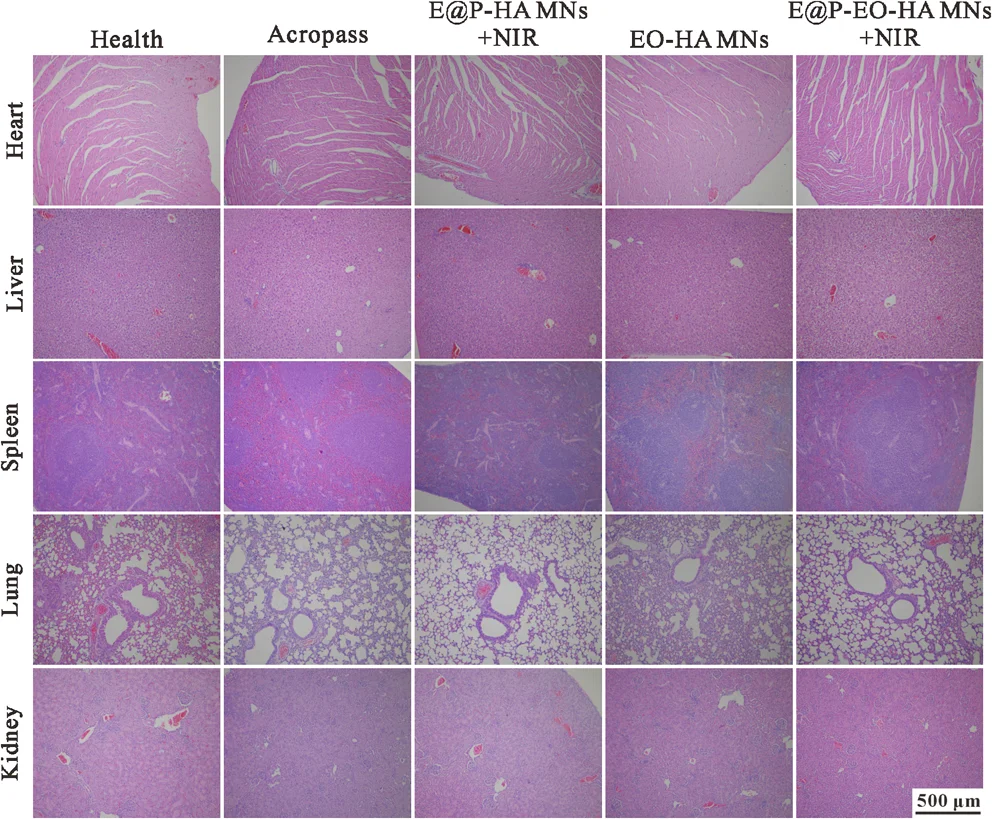 Health
Acropass
E@P-HA MNs
+NIR
EO-HA MNs
E@P-EO-HA MNs
+NIR
Heart
Liver
Spleen
Lung
Kidney
500 μm